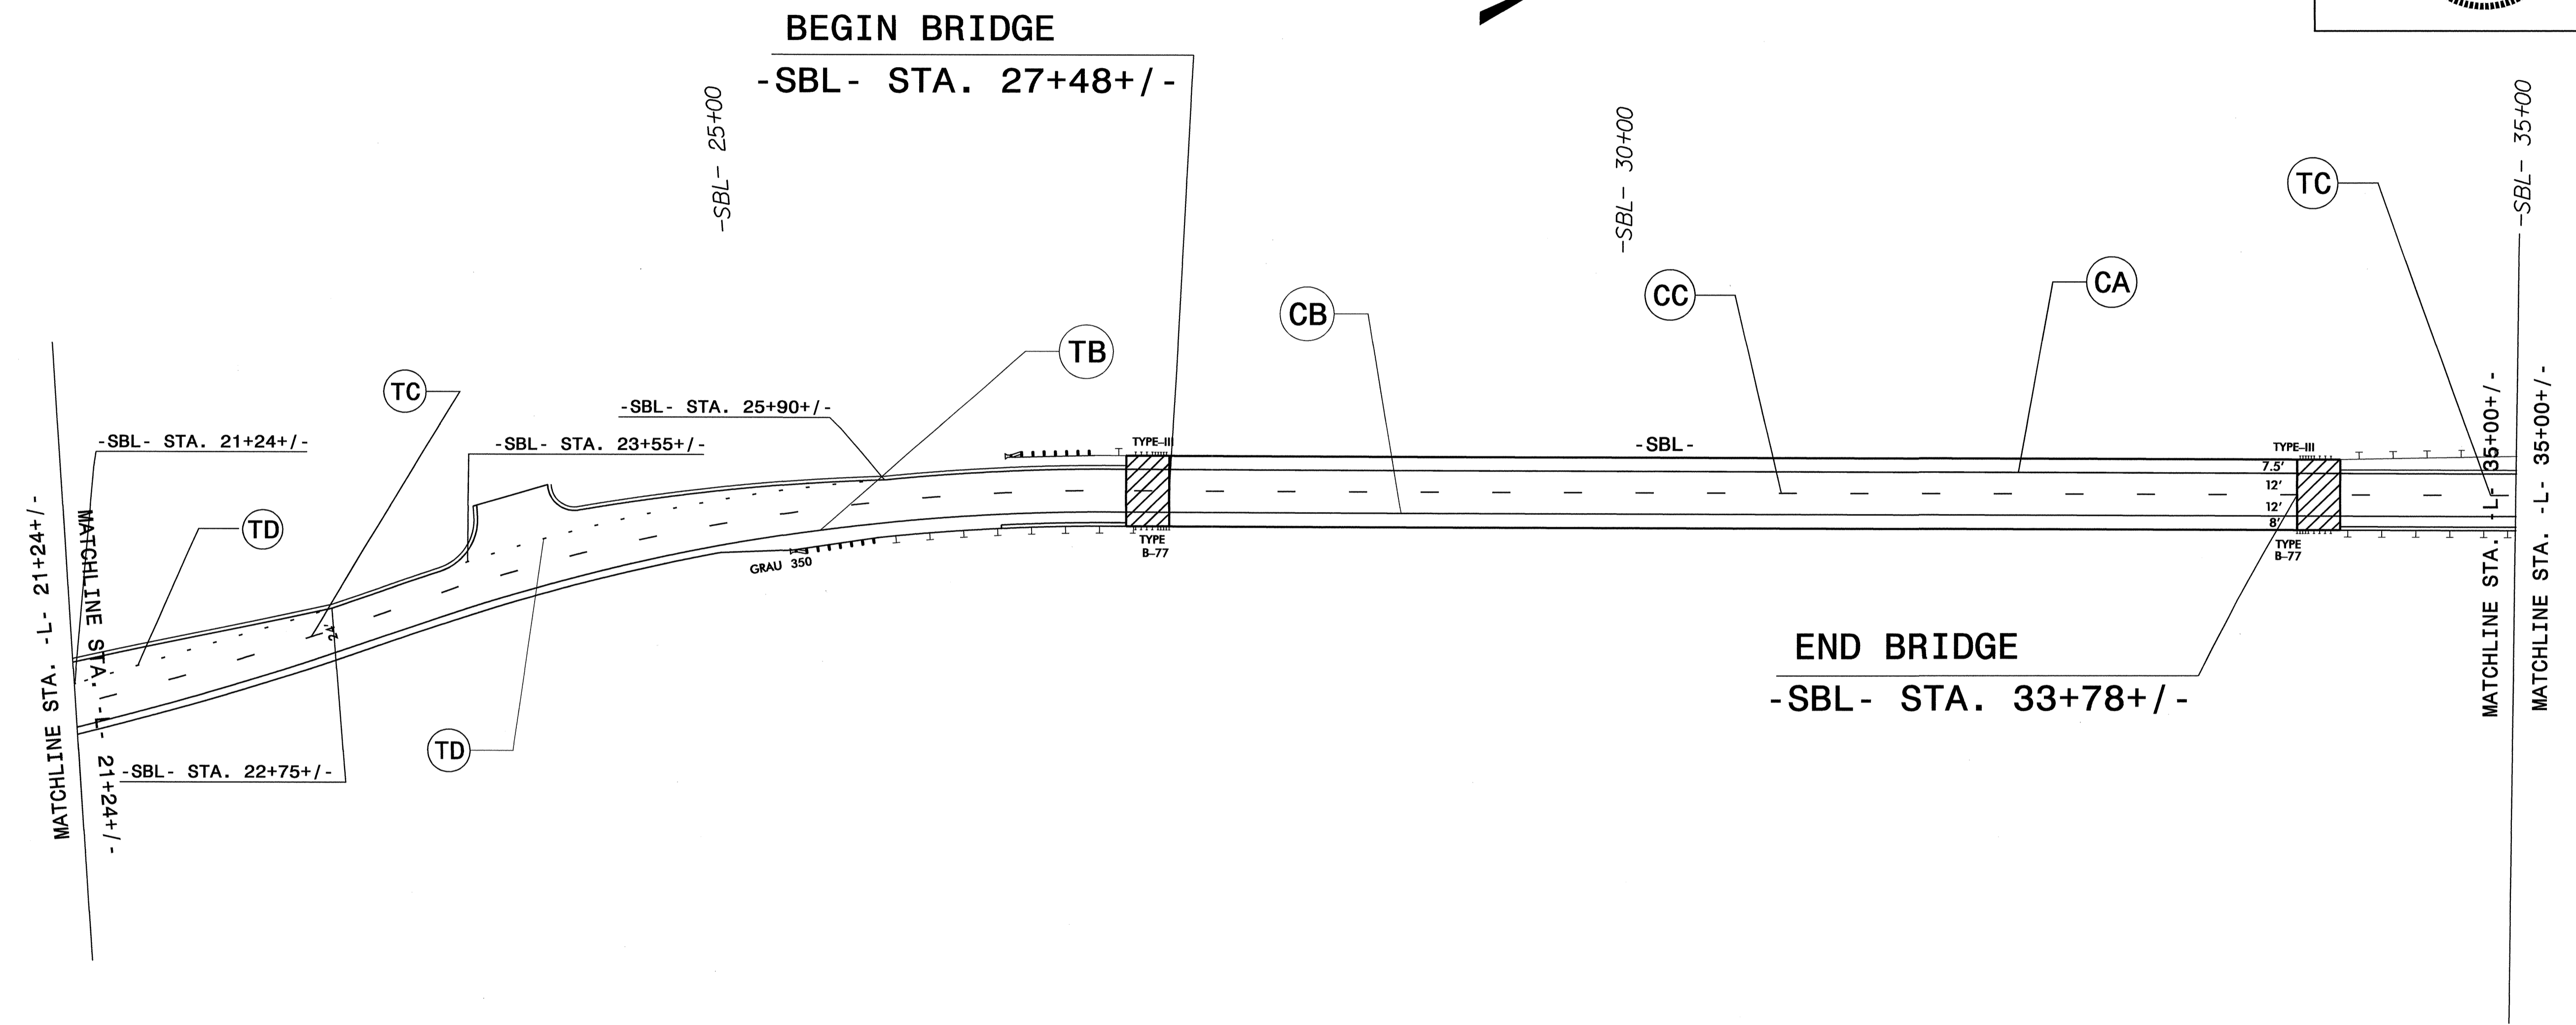 BEGIN BRIDGE
-SBL- STA. 27+48+/-
-SBL- 25+00
-SBL- 30+00
-SBL- 35+00
TC
CA
CC
CB
TB
TC
-SBL- STA. 25+90+/-
-SBL- STA. 21+24+/-
-SBL- STA. 23+55+/-
TYPE-III
-SBL-
TYPE-III
7.5'
12'
12'
8'
TD
TYPE
B-77
TYPE
B-77
GRAU 350
24'
END BRIDGE
-SBL- STA. 33+78+/-
TD
-SBL- STA. 22+75+/-
MATCHLINE STA. -L- 21+24+/-
MATCHLINE STA. -L- 21+24+/-
MATCHLINE STA. -L- 35+00+/-
MATCHLINE STA. -L- 35+00+/-